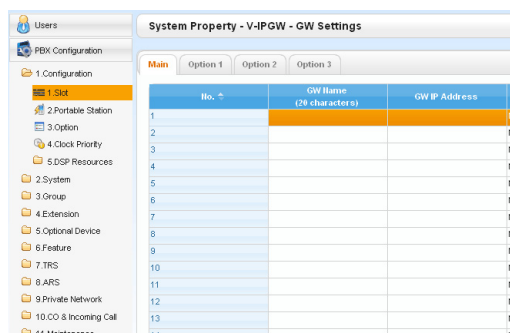 Users
System Property - V-IPGW - GW Settings
PBX Configuration
Main Option 1 Option 2 Option 3
1.Configuration
1.Slot
2.Portable Station
3.Option
4.Clock Priority
5.DSP Resources
2.System
3.Group
4.Extension
5.Optional Device
6.Feature
7.TRS
8.ARS
9.Private Network
10.CO & Incoming Call
11.Maintenance
No. GW Name (20 characters) GW IP Address
1
2
3
4
5
6
7
8
9
10
11
12
13